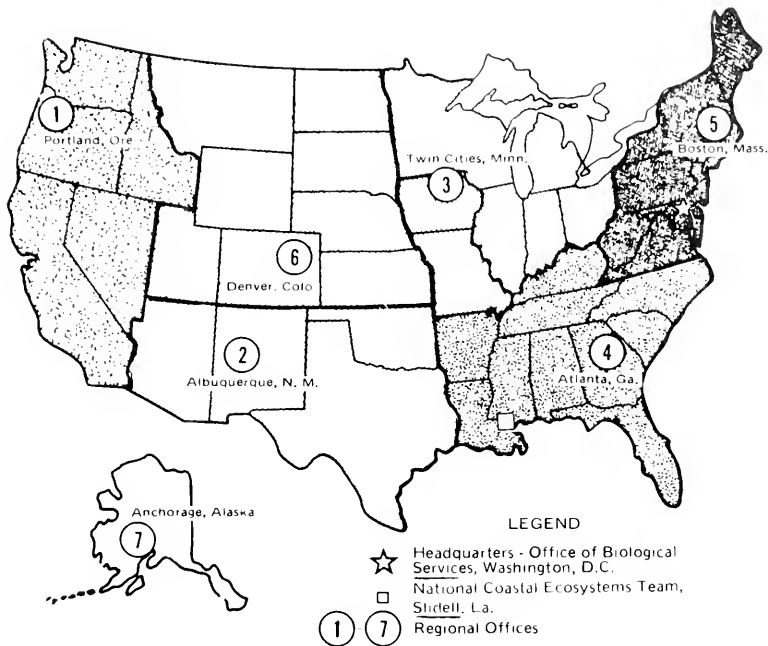 1
Portland, Ore
5
Boston, Mass.
Twin Cities, Minn.
3
6
Denver, Colo
2
Albuquerque, N. M.
4
Atlanta, Ga.
Anchorage, Alaska
7
LEGEND
Headquarters - Office of Biological
Services, Washington, D.C.
National Coastal Ecosystems Team,
Slidell, La.
1 - 7 Regional Offices